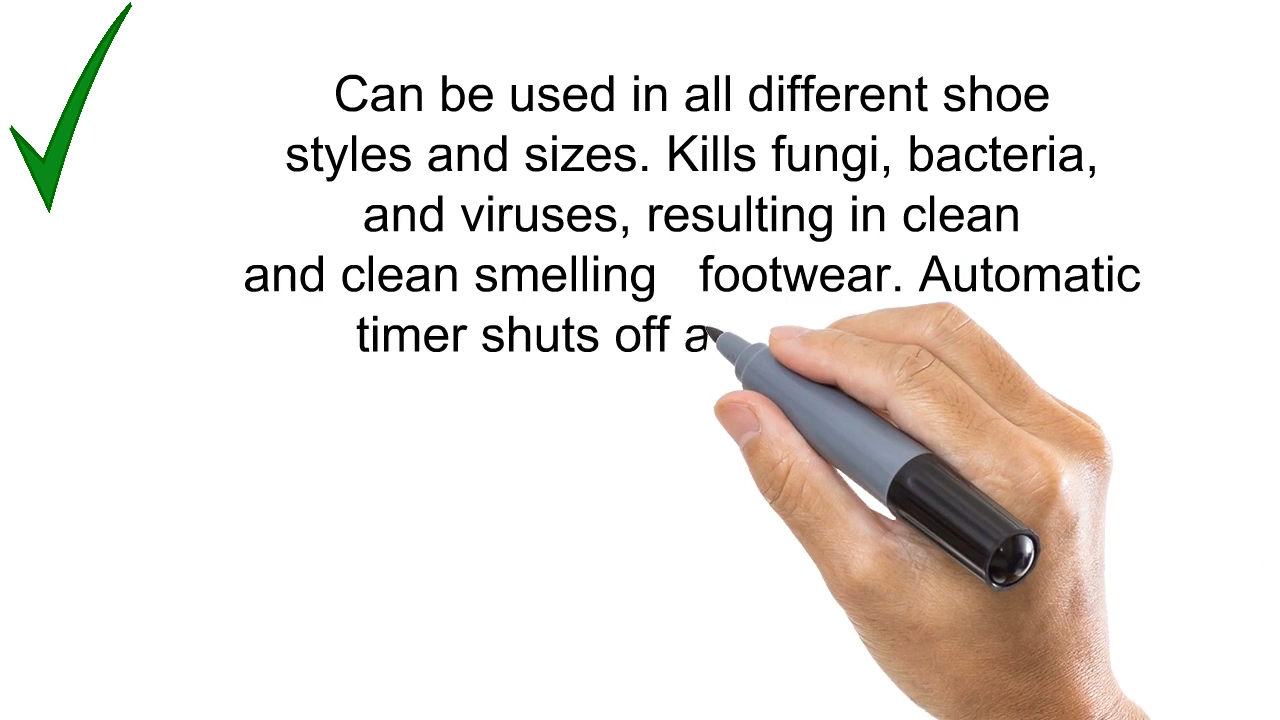 Can be used in all different shoe
styles and sizes. Kills fungi, bacteria,
and viruses, resulting in clean
and clean smelling   footwear. Automatic
timer shuts off a